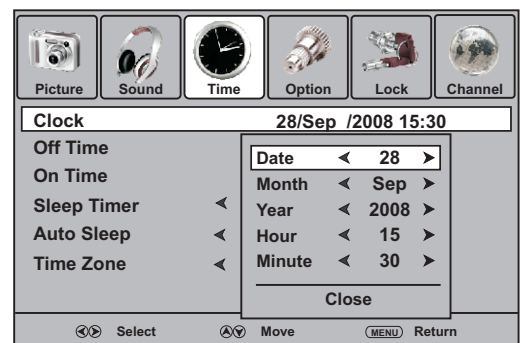 Picture Sound Time Option Lock Channel
Clock 28/Sep /2008 15:30
Off Time
On Time
Sleep Timer
Auto Sleep
Time Zone
Date 28
Month Sep
Year 2008
Hour 15
Minute 30
Close
Select Move MENU Return